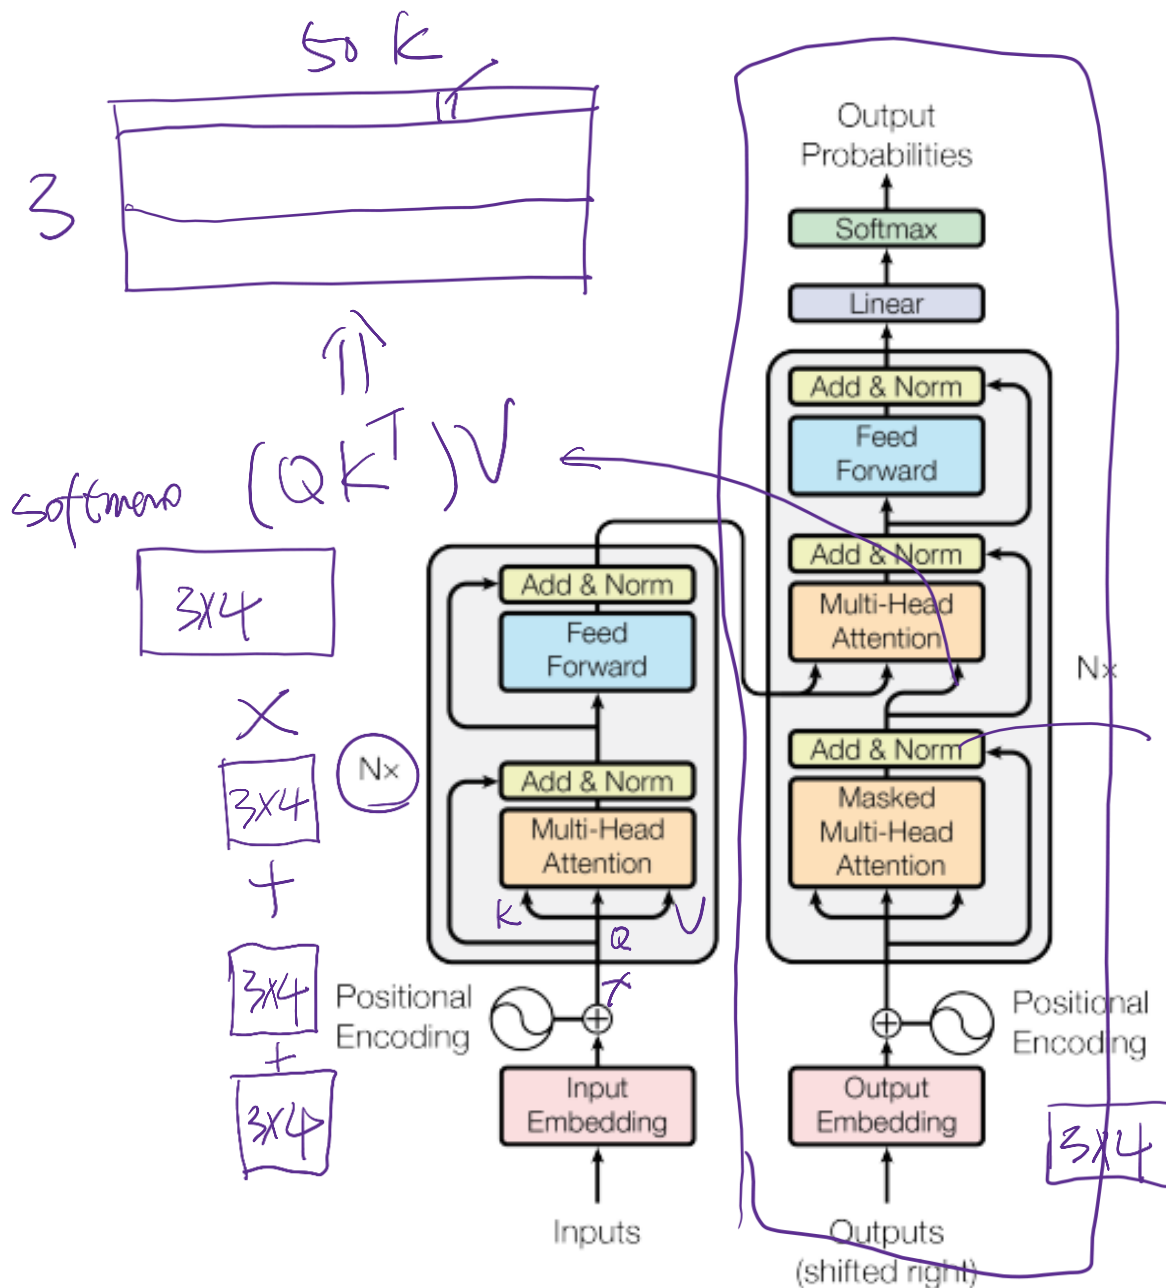 50 K
3
softmax (QK^T)V
3x4
x
3x4
+
3x4
+
3x4
Nx
Add & Norm
Feed
Forward
Add & Norm
Multi-Head
Attention
K
Q
V
x
Positional
Encoding
Input
Embedding
Inputs
Output
Probabilities
Softmax
Linear
Add & Norm
Feed
Forward
Add & Norm
Multi-Head
Attention
Nx
Add & Norm
Masked
Multi-Head
Attention
Positional
Encoding
Output
Embedding
3x4
Outputs
(shifted right)